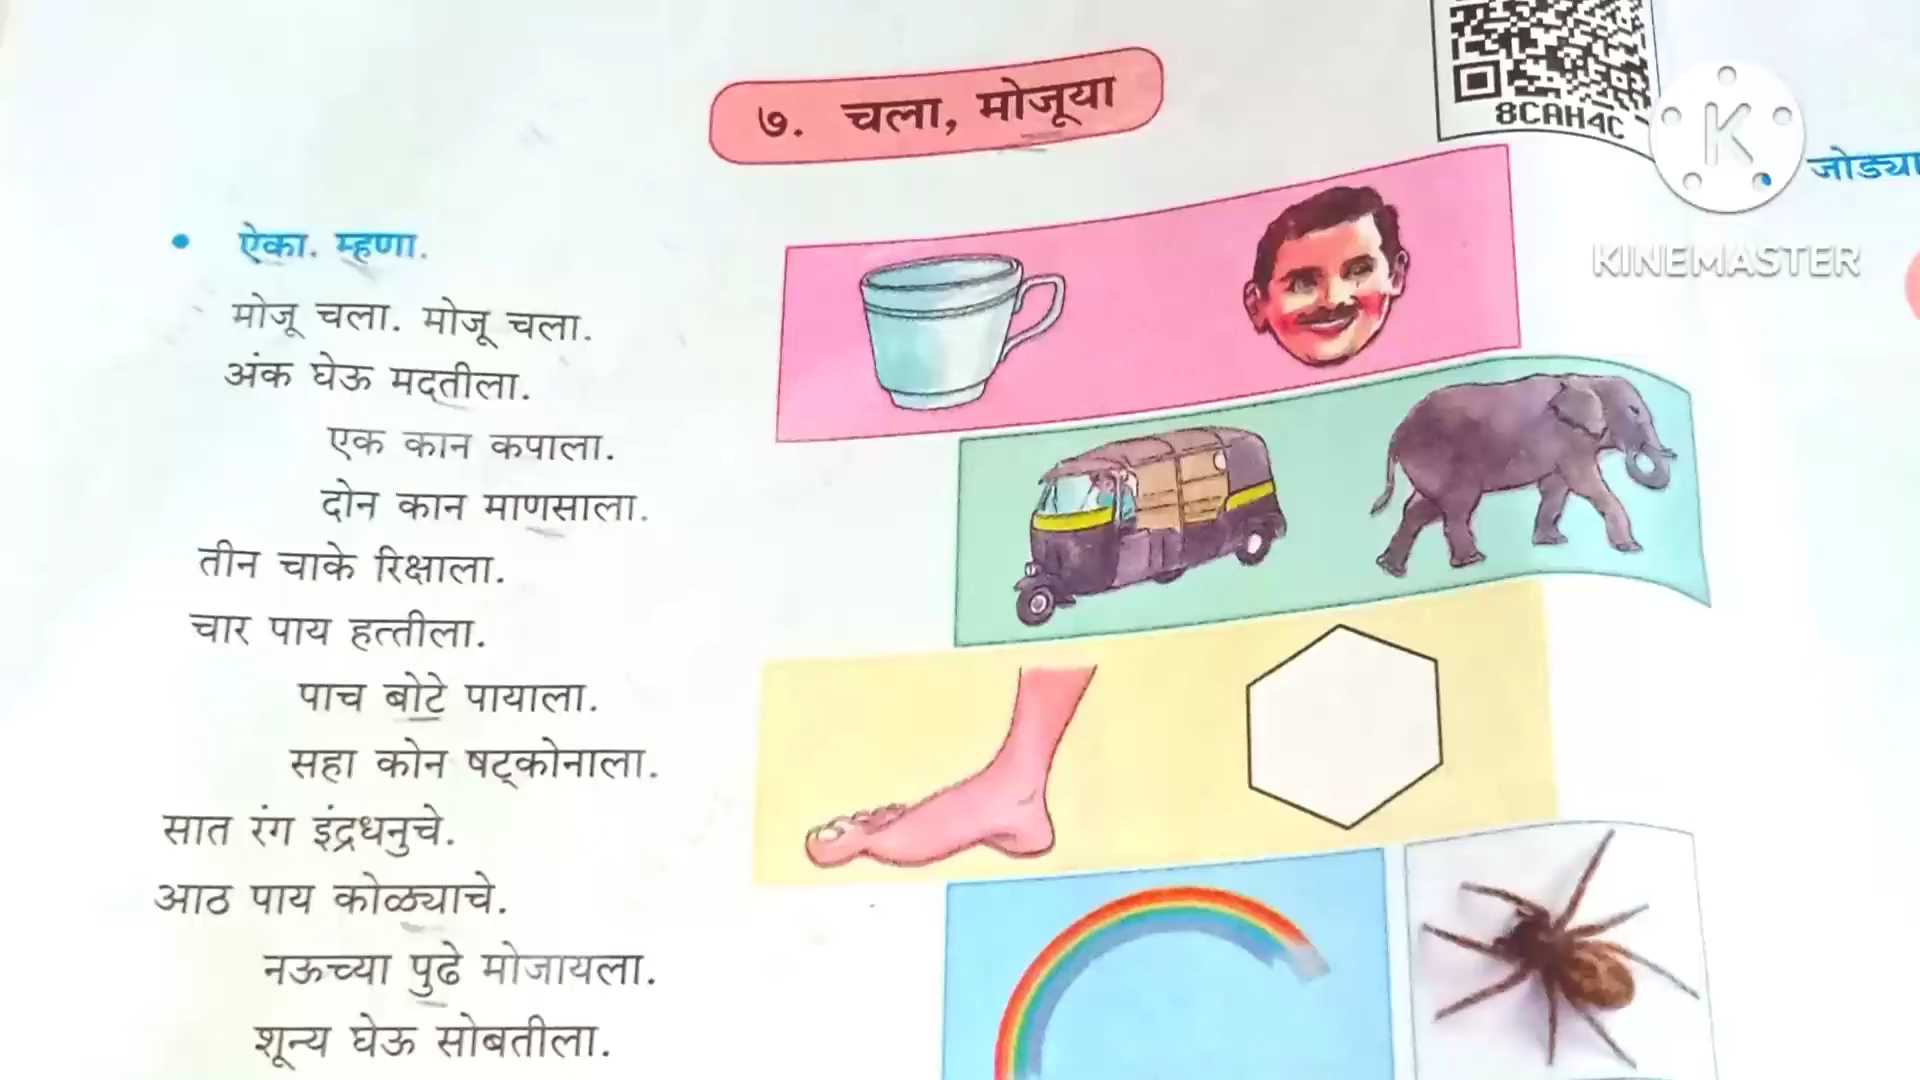 ७. चला, मोजूया
8CAH4C
KINEMASTER
जोड्या
• ऐका. म्हणा.
मोजू चला. मोजू चला.
अंक घेऊ मदतीला.
एक कान कपाला.
दोन कान माणसाला.
तीन चाके रिक्षाला.
चार पाय हत्तीला.
पाच बोटे पायाला.
सहा कोन षट्कोनाला.
सात रंग इंद्रधनुचे.
आठ पाय कोळ्याचे.
नऊच्या पुढे मोजायला.
शून्य घेऊ सोबतीला.